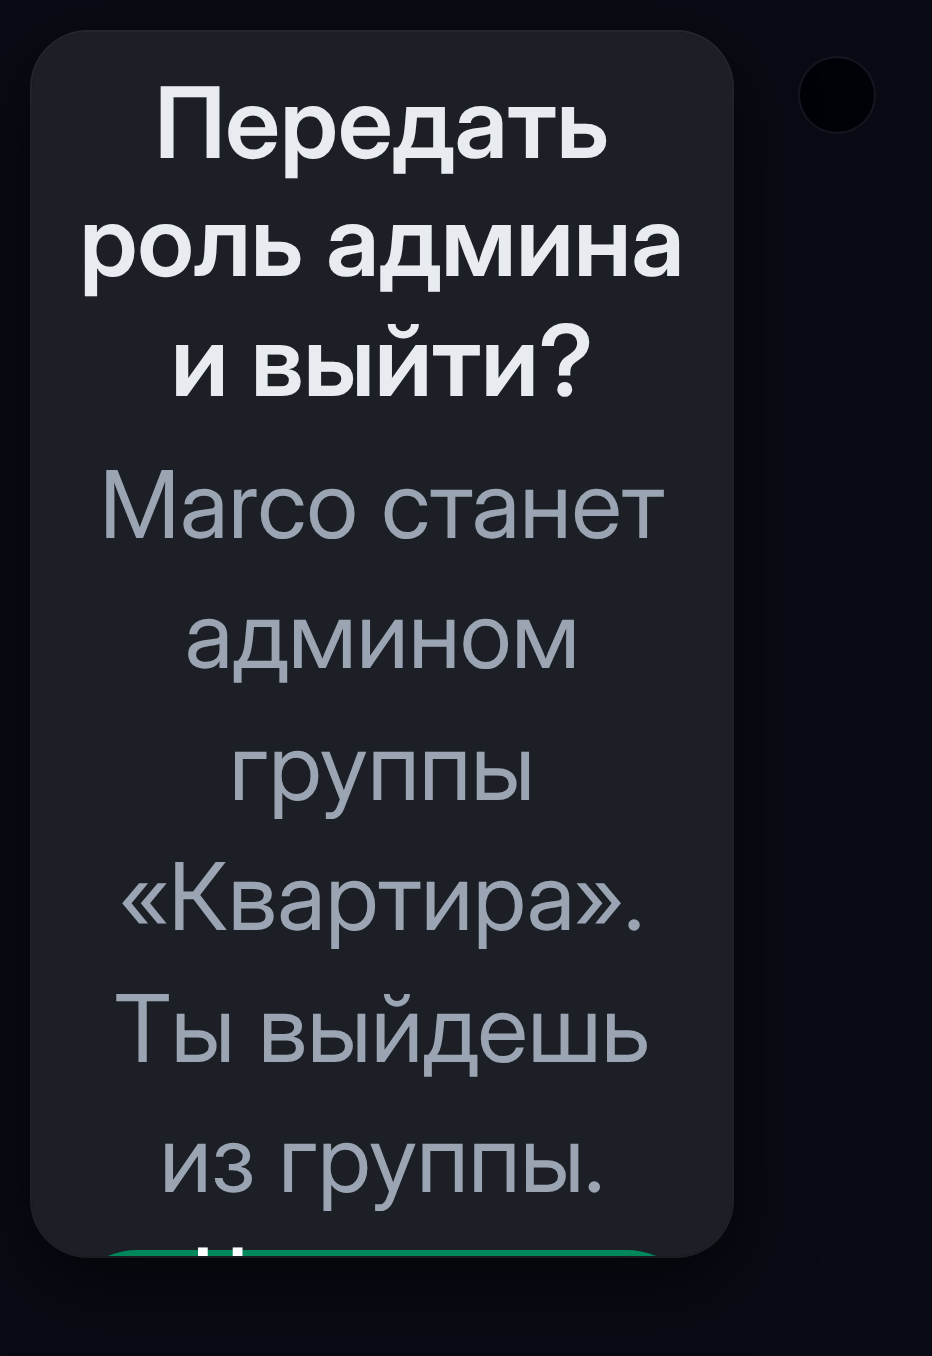 Передать
роль админа
и выйти?
Marco станет
админом
группы
«Квартира».
Ты выйдешь
из группы.